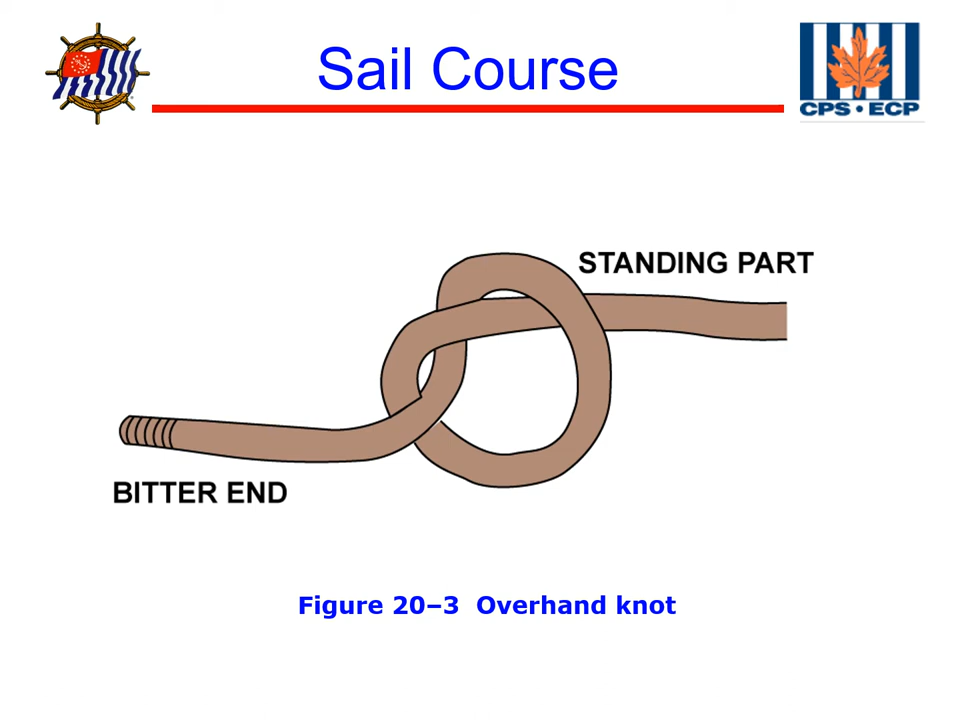 Sail Course
CPS • ECP
STANDING PART
BITTER END
Figure 20–3 Overhand knot